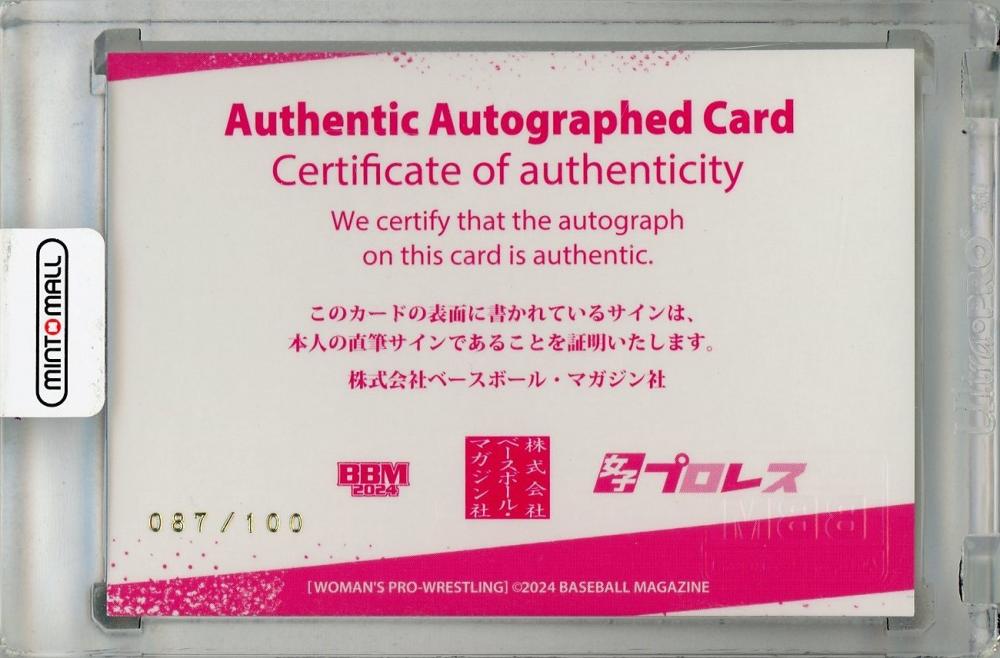 Authentic Autographed Card
Certificate of authenticity
We certify that the autograph
on this card is authentic.
このカードの表面に書かれているサインは、
本人の直筆サインであることを証明いたします。
株式会社ベースボール・マガジン社
BBM
2024
株式会社
ベースボール・
マガジン社
女子プロレス
BBM
087/100
[WOMAN'S PRO-WRESTLING] ©2024 BASEBALL MAGAZINE
MINTOMALL
UltraPRO